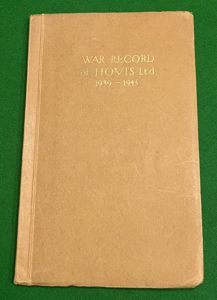 WAR RECORD
of HOVIS Ltd
1939 - 1945